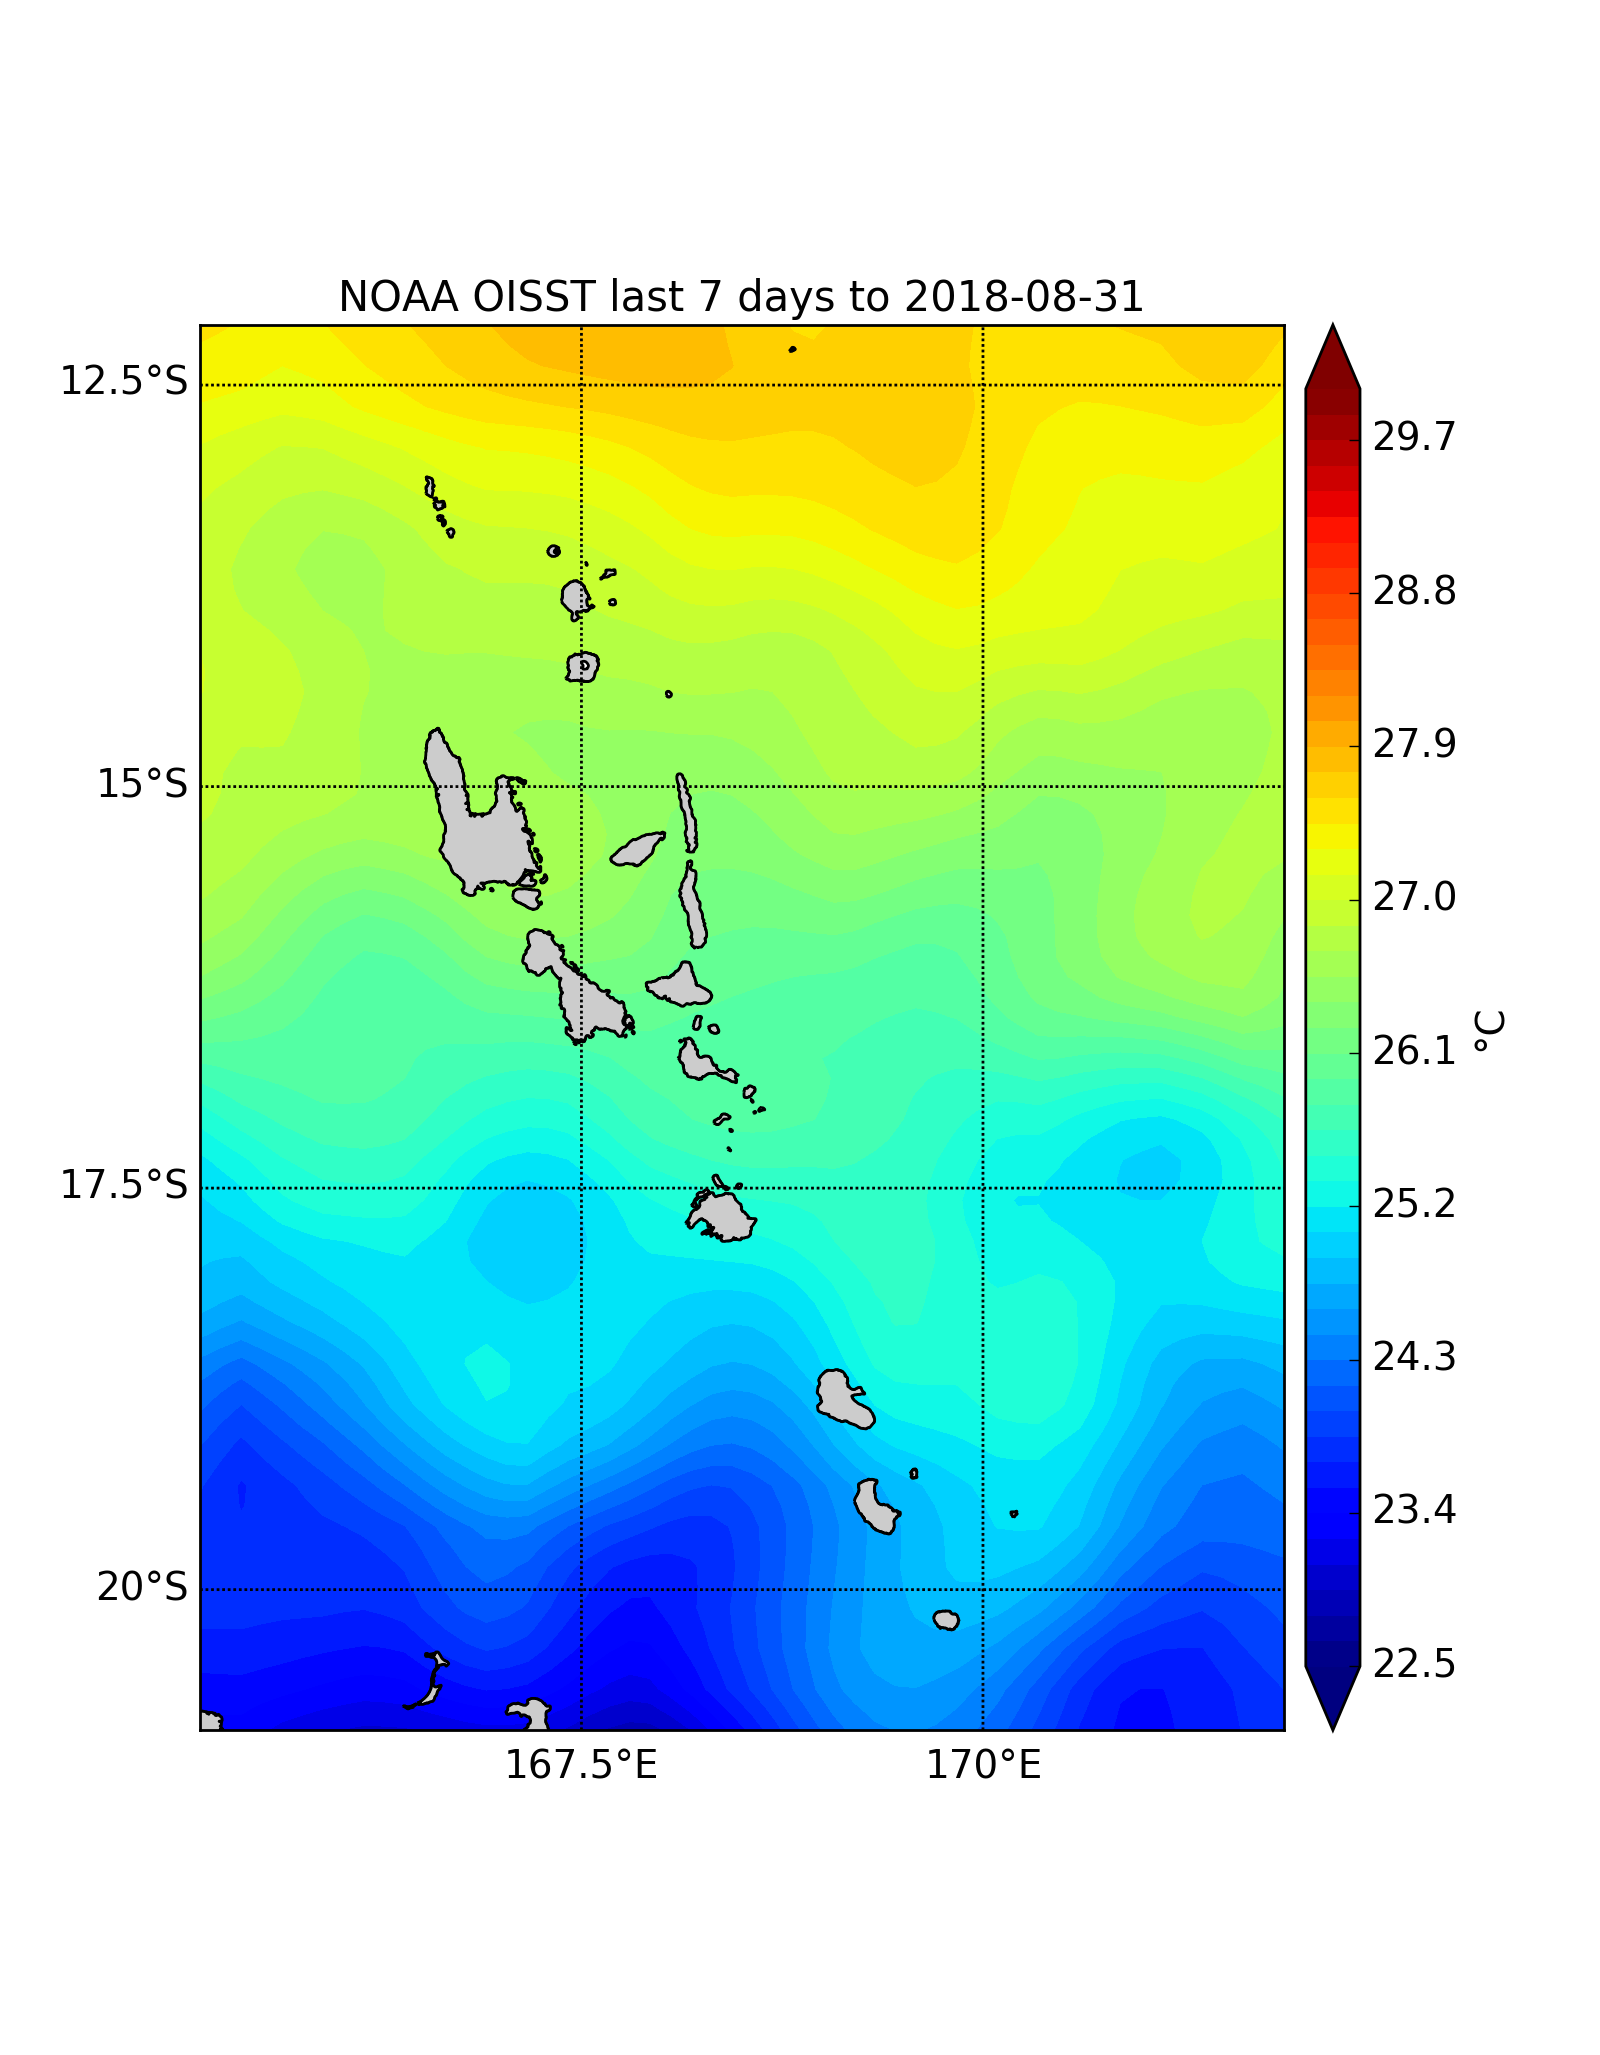 NOAA OISST last 7 days to 2018-08-31
12.5°S
15°S
17.5°S
20°S
167.5°E
170°E
29.7
28.8
27.9
27.0
26.1
25.2
24.3
23.4
22.5
°C